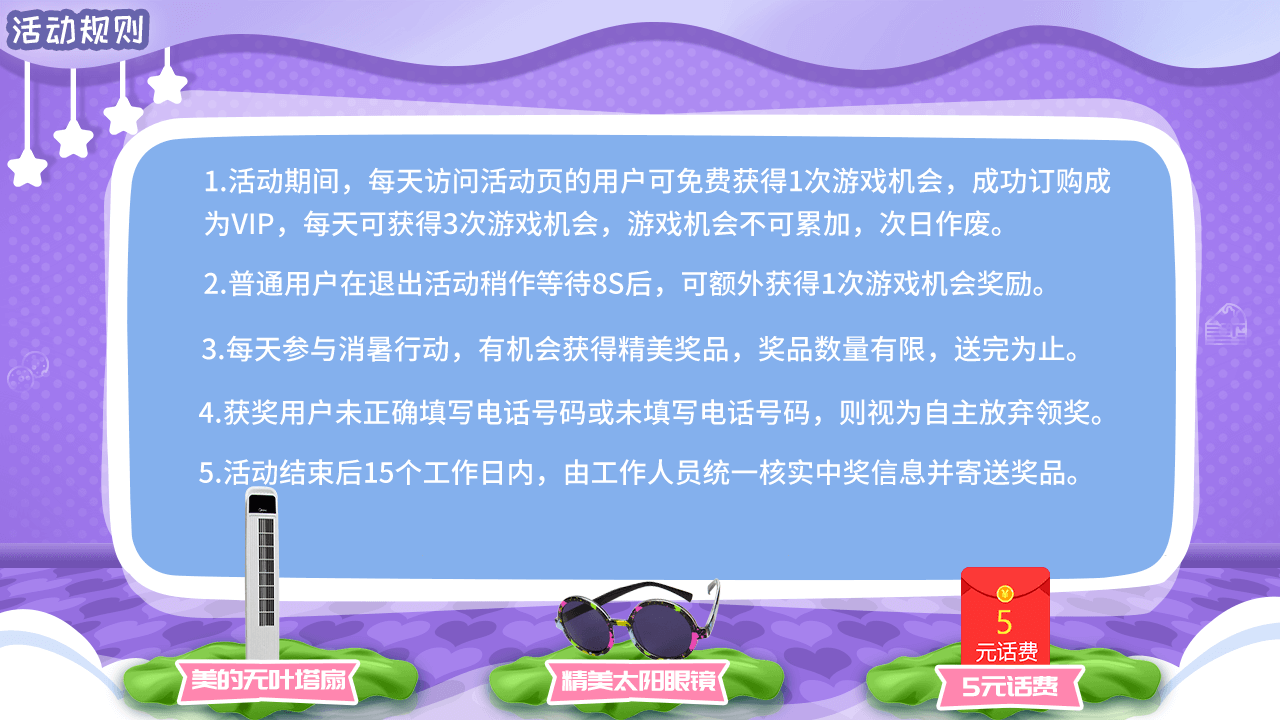 活动规则
1.活动期间，每天访问活动页的用户可免费获得1次游戏机会，成功订购成
为VIP，每天可获得3次游戏机会，游戏机会不可累加，次日作废。
2.普通用户在退出活动稍作等待8S后，可额外获得1次游戏机会奖励。
3.每天参与消暑行动，有机会获得精美奖品，奖品数量有限，送完为止。
4.获奖用户未正确填写电话号码或未填写电话号码，则视为自主放弃领奖。
5.活动结束后15个工作日内，由工作人员统一核实中奖信息并寄送奖品。
¥
5
元话费
美的无叶塔扇
精美太阳眼镜
5元话费